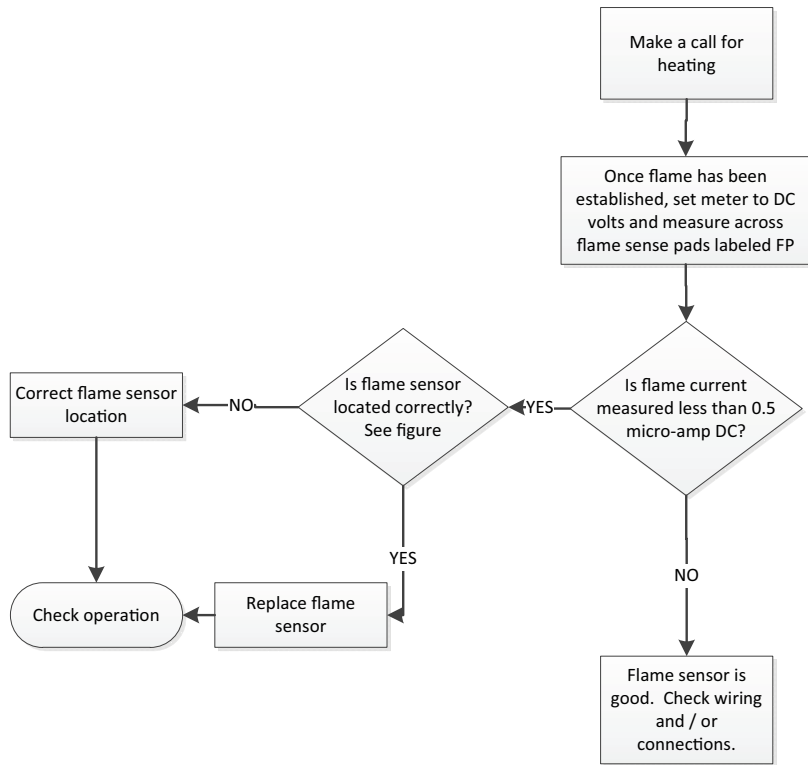 Make a call for
heating
Once flame has been
established, set meter to DC
volts and measure across
flame sense pads labeled FP
Is flame current
measured less than 0.5
micro-amp DC?
YES
Is flame sensor
located correctly?
See figure
NO
Correct flame sensor
location
YES
Replace flame
sensor
Check operation
NO
Flame sensor is
good.  Check wiring
and / or
connections.